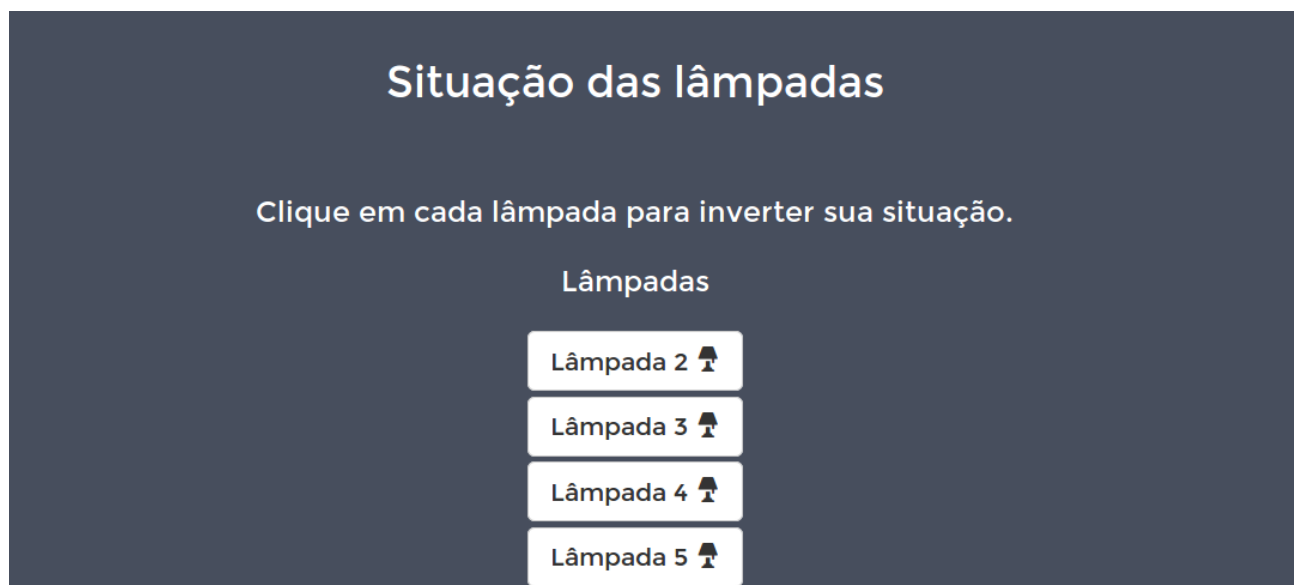 Situação das lâmpadas
Clique em cada lâmpada para inverter sua situação.
Lâmpadas
Lâmpada 2
Lâmpada 3
Lâmpada 4
Lâmpada 5